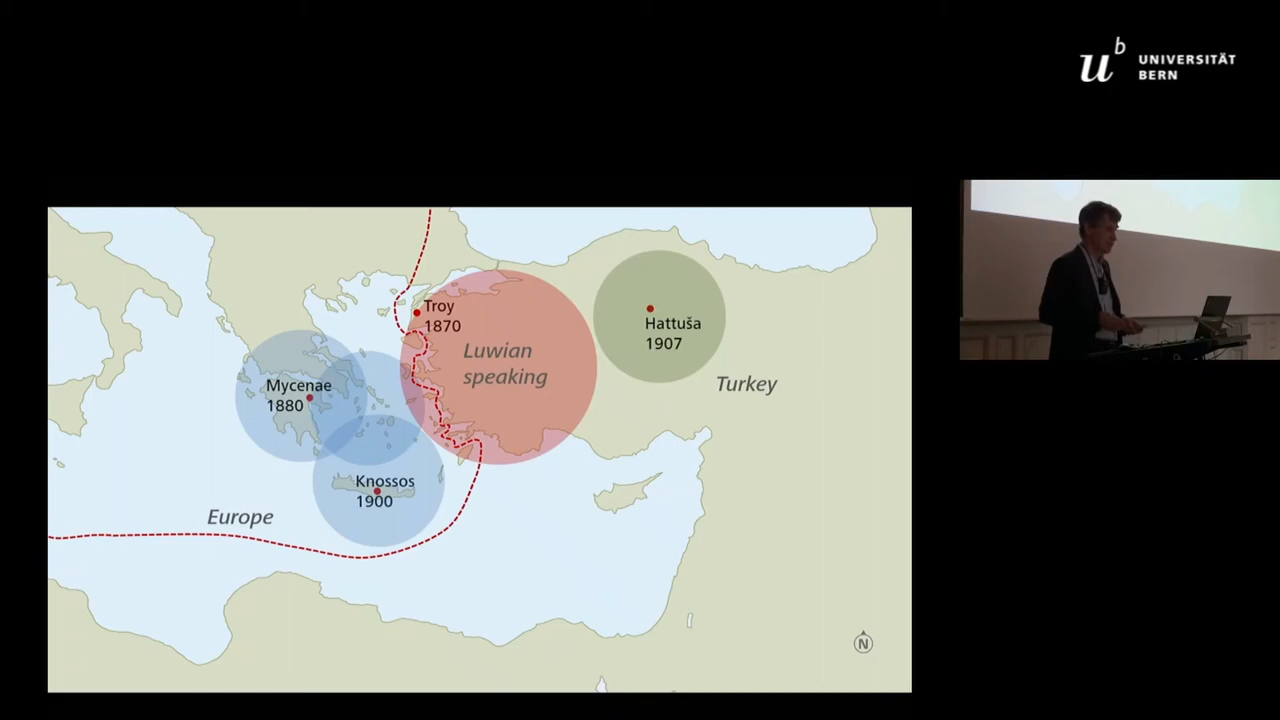 u
b
UNIVERSITÄT
BERN
Troy
1870
Hattuša
1907
Luwian
speaking
Turkey
Mycenae
1880
Knossos
1900
Europe
N